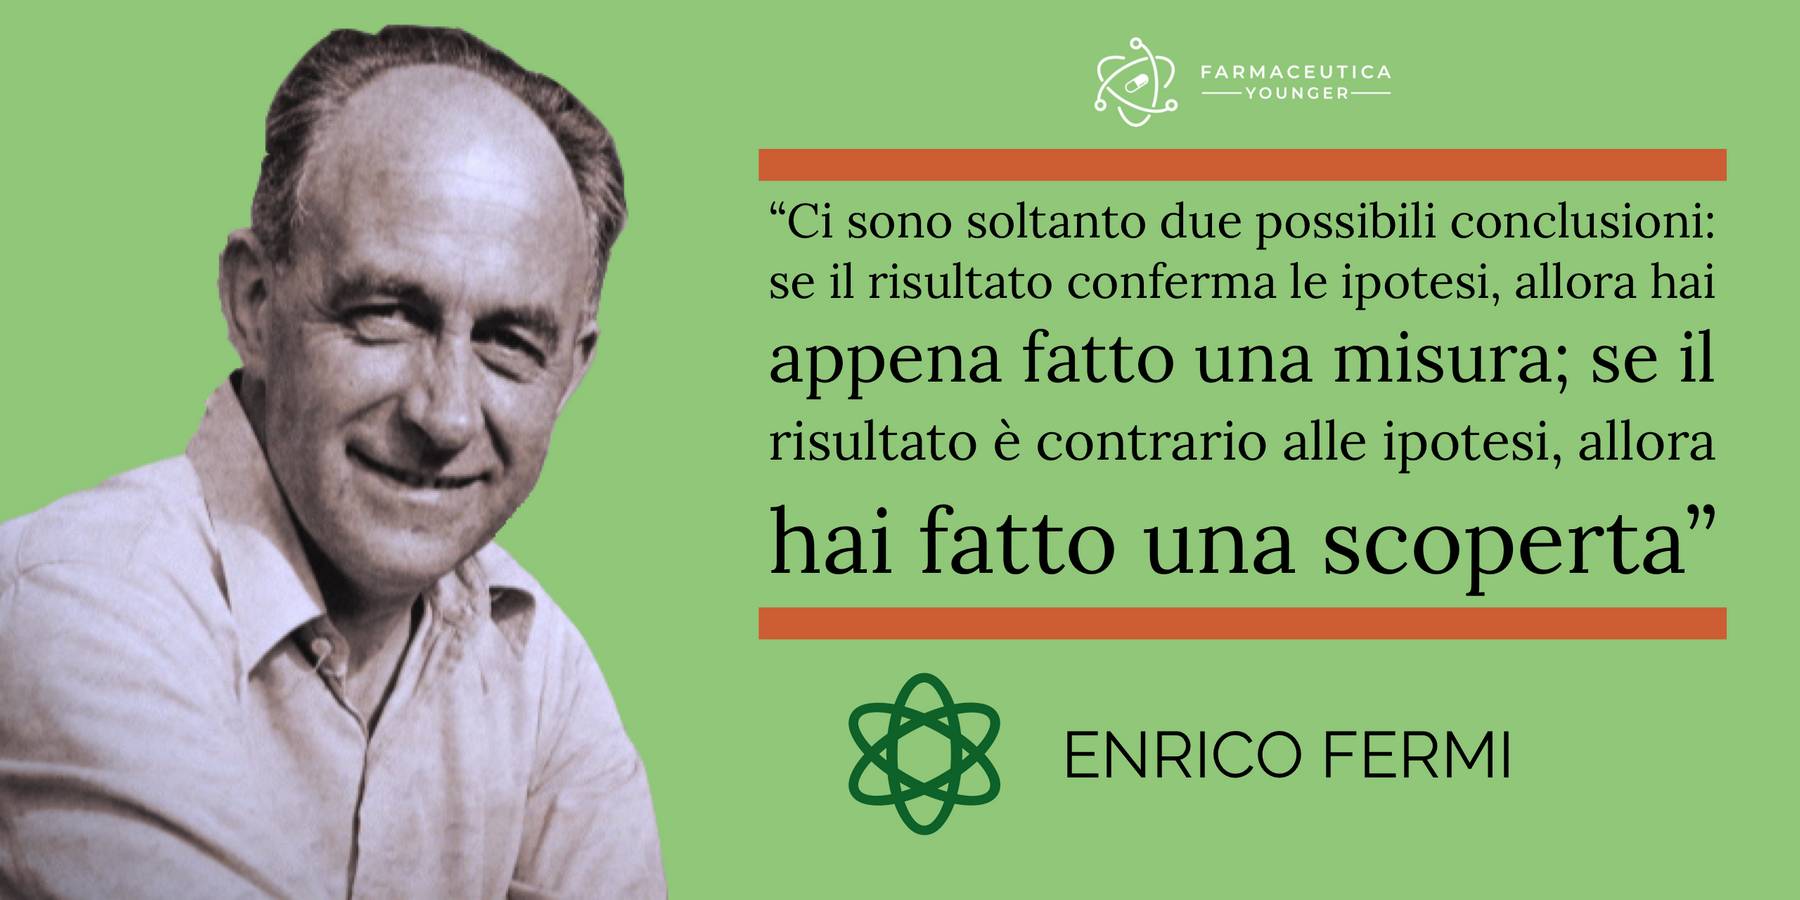 FARMACEUTICA
YOUNGER
“Ci sono soltanto due possibili conclusioni:
se il risultato conferma le ipotesi, allora hai
appena fatto una misura; se il
risultato è contrario alle ipotesi, allora
hai fatto una scoperta”
ENRICO FERMI